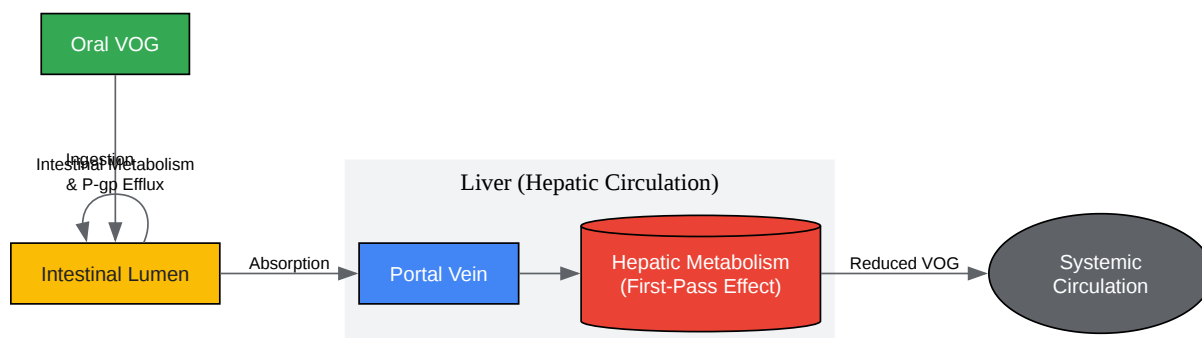 Oral VOG
Ingestion
Intestinal Metabolism
& P-gp Efflux
Intestinal Lumen
Absorption
Liver (Hepatic Circulation)
Portal Vein
Hepatic Metabolism
(First-Pass Effect)
Reduced VOG
Systemic
Circulation